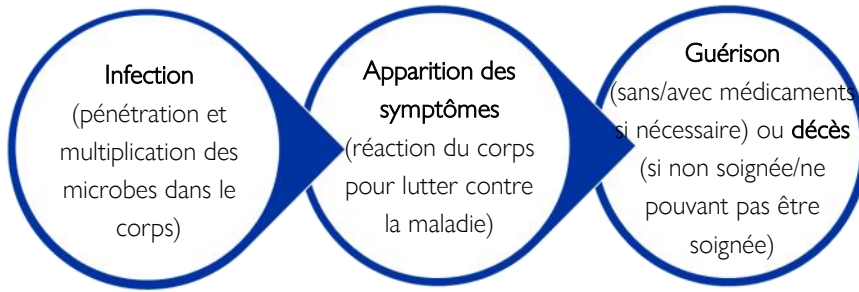 Infection
(pénétration et
multiplication des
microbes dans le
corps)
Apparition des
symptômes
(réaction du corps
pour lutter contre
la maladie)
Guérison
(sans/avec médicaments
si nécessaire) ou décès
(si non soignée/ne
pouvant pas être
soignée)